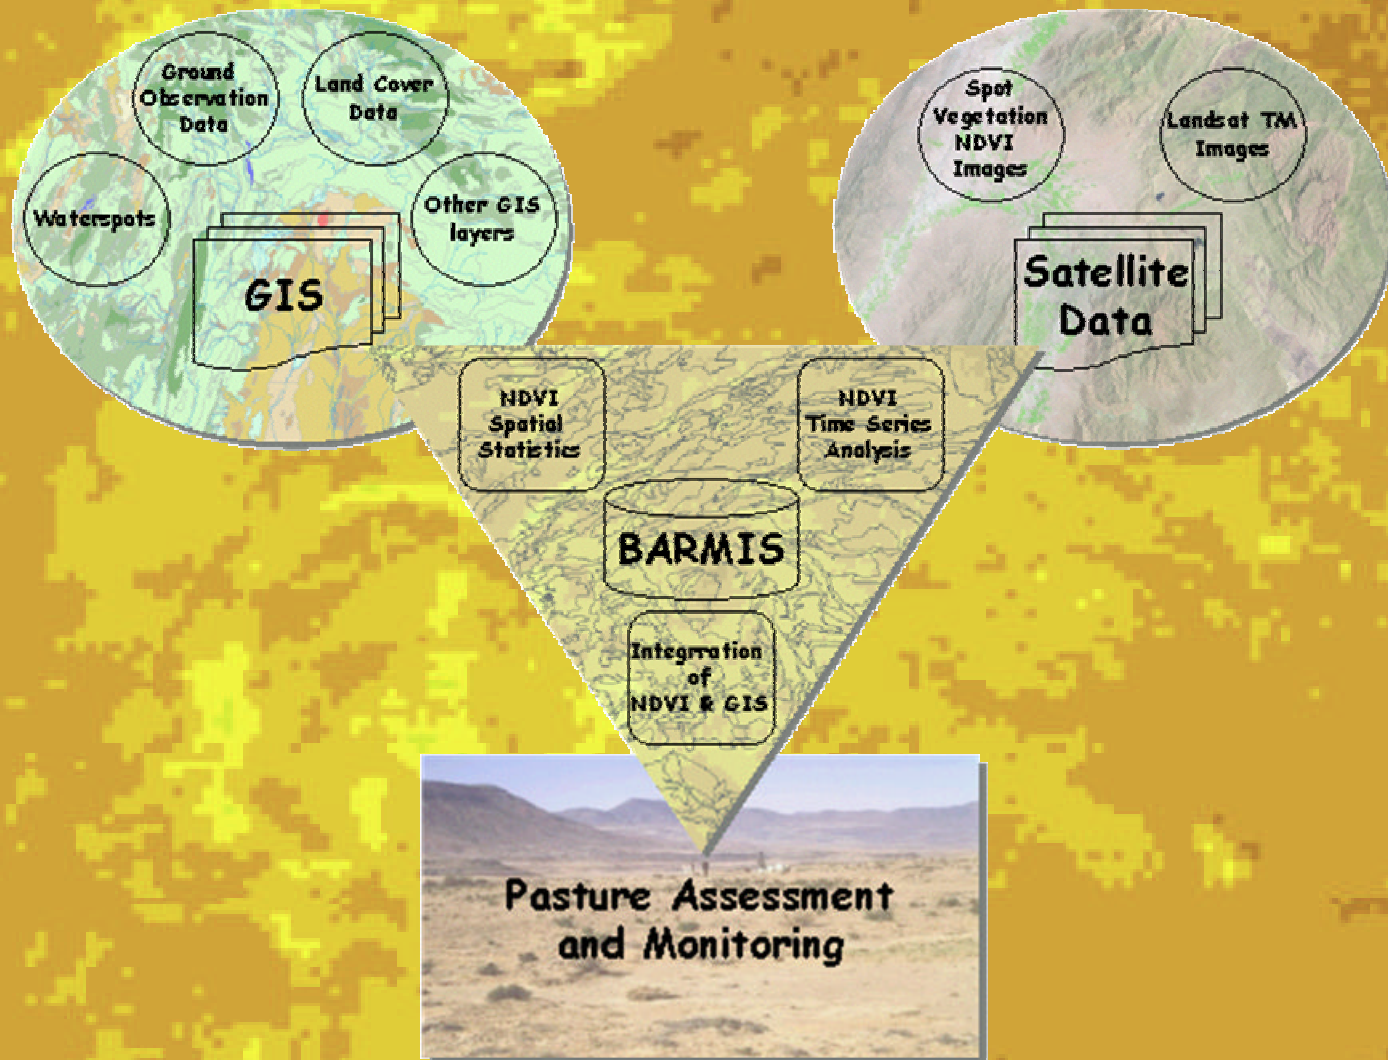 Ground
Observation
Data
Land Cover
Data
Waterspots
Other GIS
layers
GIS
Spot
Vegetation
NDVI
Images
Landsat TM
Images
Satellite
Data
NDVI
Spatial
Statistics
NDVI
Time Series
Analysis
BARMIS
Integrration
of
NDVI & GIS
Pasture Assessment
and Monitoring